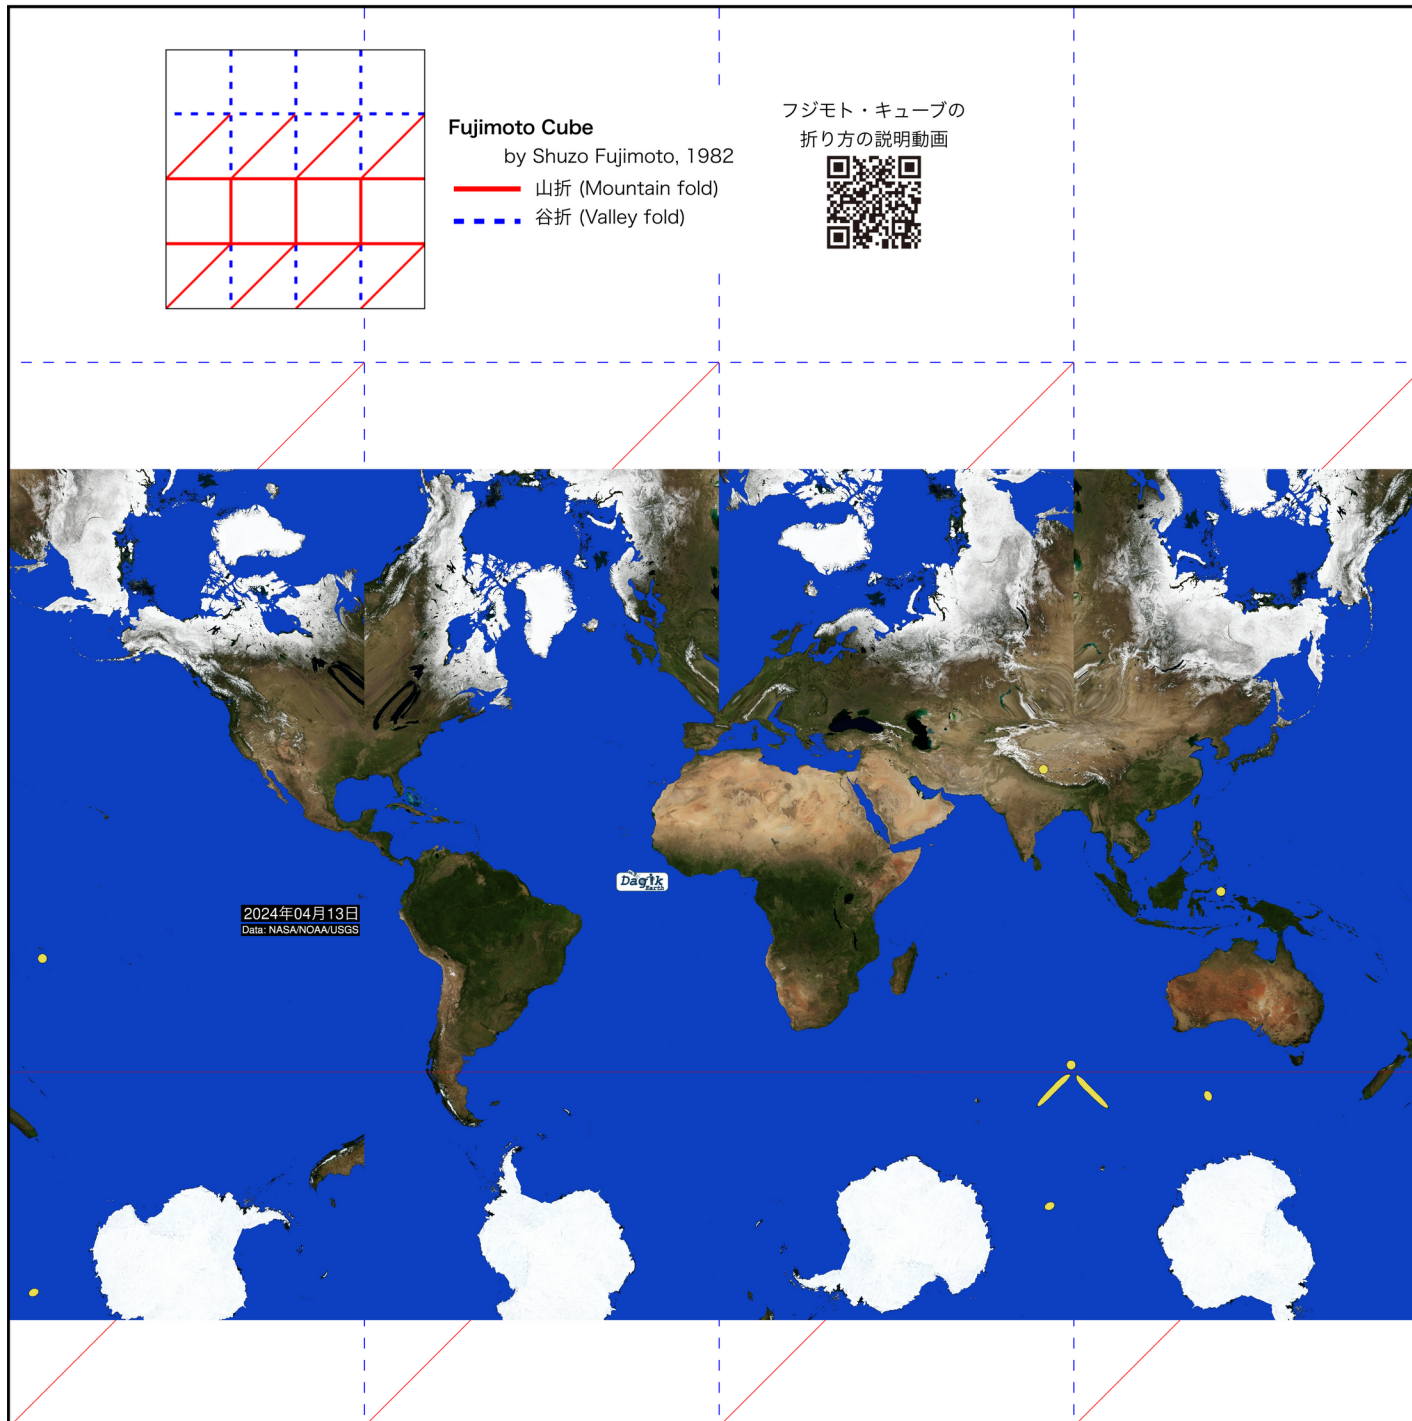 Fujimoto Cube
by Shuzo Fujimoto, 1982
山折 (Mountain fold)
谷折 (Valley fold)
フジモト・キューブの
折り方の説明動画
Dagik
Earth
2024年04月13日
Data: NASA/NOAA/USGS